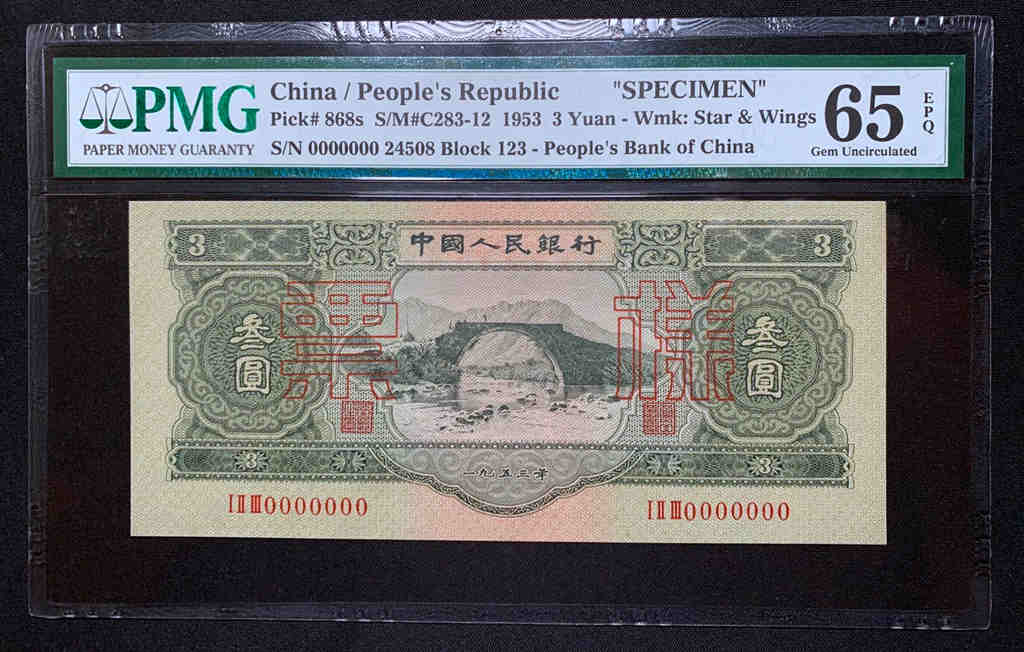 China / People's Republic "SPECIMEN"
PMG
PAPER MONEY GUARANTY
Pick# 868s S/M#C283-12 1953 3 Yuan - Wmk: Star & Wings
S/N 0000000 24508 Block 123 - People's Bank of China
65 EPQ
Gem Uncirculated
3 中國人民銀行 3
票 樣
叁圓 叁圓
3 一九五三年 3
I II III 0000000 I II III 0000000